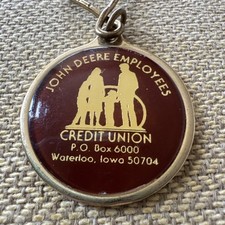 JOHN DEERE EMPLOYEES
CREDIT UNION
P.O. Box 6000
Waterloo, Iowa 50704